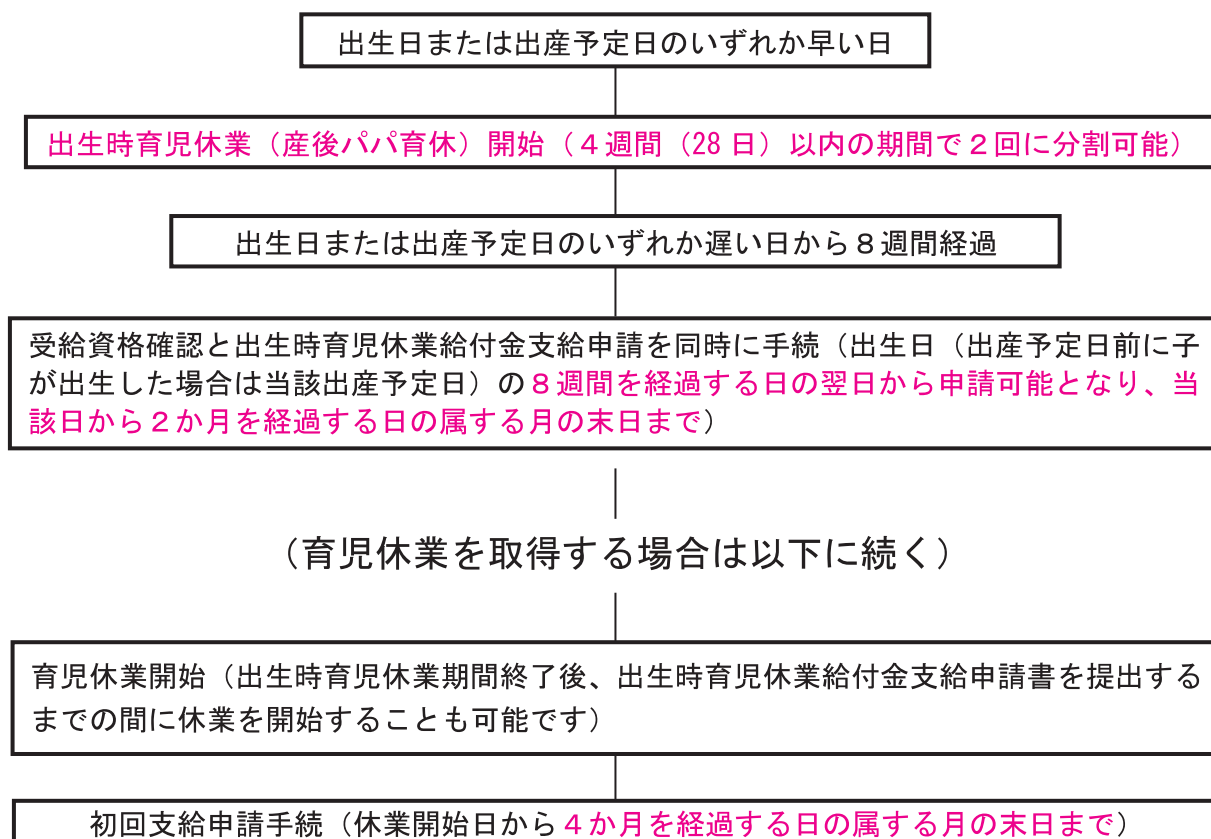 出生日または出産予定日のいずれか早い日
出生時育児休業（産後パパ育休）開始（４週間（28 日）以内の期間で２回に分割可能）
出生日または出産予定日のいずれか遅い日から８週間経過
受給資格確認と出生時育児休業給付金支給申請を同時に手続（出生日（出産予定日前に子
が出生した場合は当該出産予定日）の８週間を経過する日の翌日から申請可能となり、当
該日から２か月を経過する日の属する月の末日まで）
（育児休業を取得する場合は以下に続く）
育児休業開始（出生時育児休業期間終了後、出生時育児休業給付金支給申請書を提出する
までの間に休業を開始することも可能です）
初回支給申請手続（休業開始日から４か月を経過する日の属する月の末日まで）